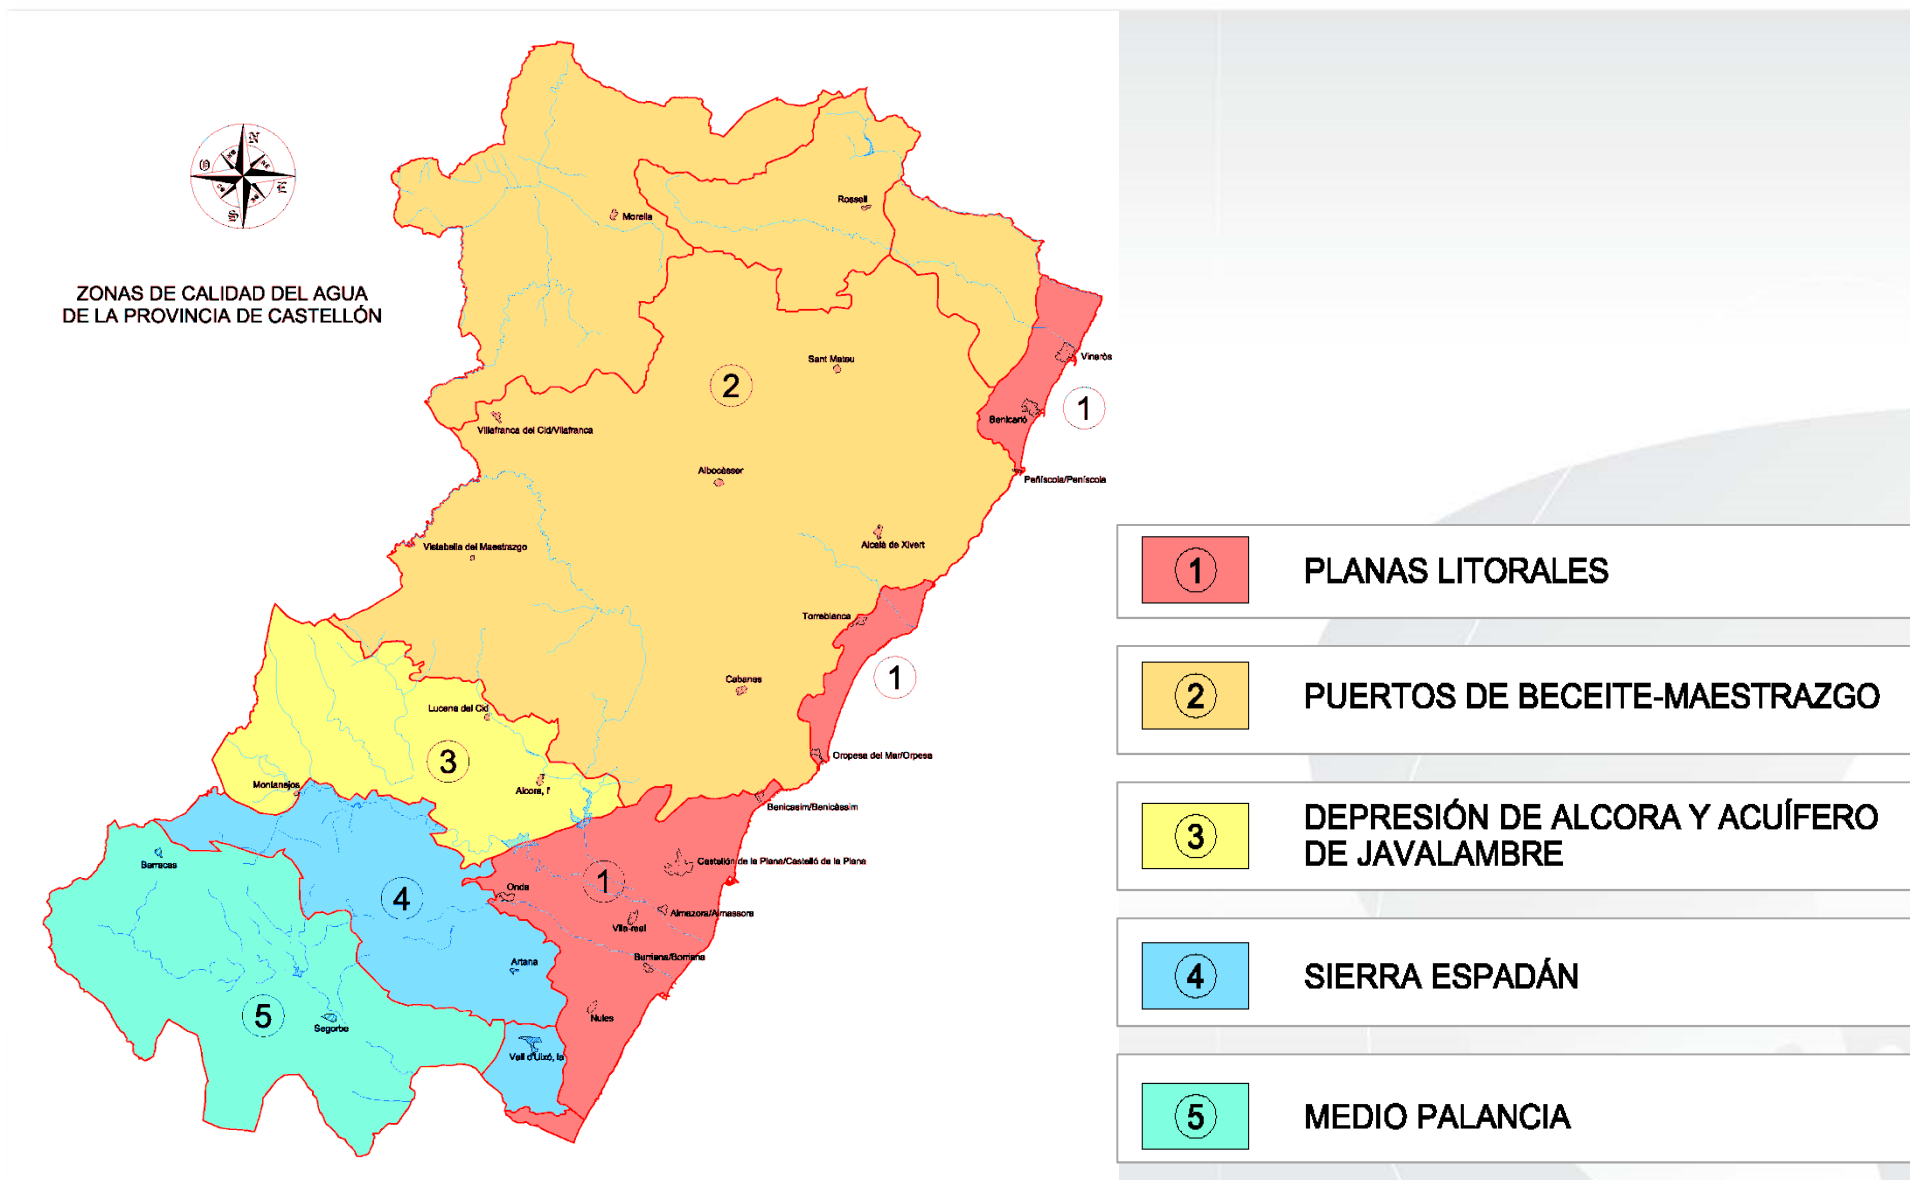 N
O
E
S
ZONAS DE CALIDAD DEL AGUA
DE LA PROVINCIA DE CASTELLÓN
Morella
Rossell
Sant Mateu
2
Vinaròs
1
Benicarló
Villafranca del Cid/Vilafranca
Albocàsser
Peñíscola/Peníscola
Vistabella del Maestrazgo
Alcalà de Xivert
Torreblanca
1
Cabanes
Lucena del Cid
3
Oropesa del Mar/Orpesa
Montanejos
Alcora, l'
Benicasim/Benicàssim
Barracas
Castellón de la Plana/Castelló de la Plana
4
Onda
1
Almazora/Almassora
Vila-real
Artana
Burriana/Borriana
5
Segorbe
Nules
Vall d'Uixó, la
1 PLANAS LITORALES
2 PUERTOS DE BECEITE-MAESTRAZGO
3 DEPRESIÓN DE ALCORA Y ACUÍFERO
DE JAVALAMBRE
4 SIERRA ESPADÁN
5 MEDIO PALANCIA